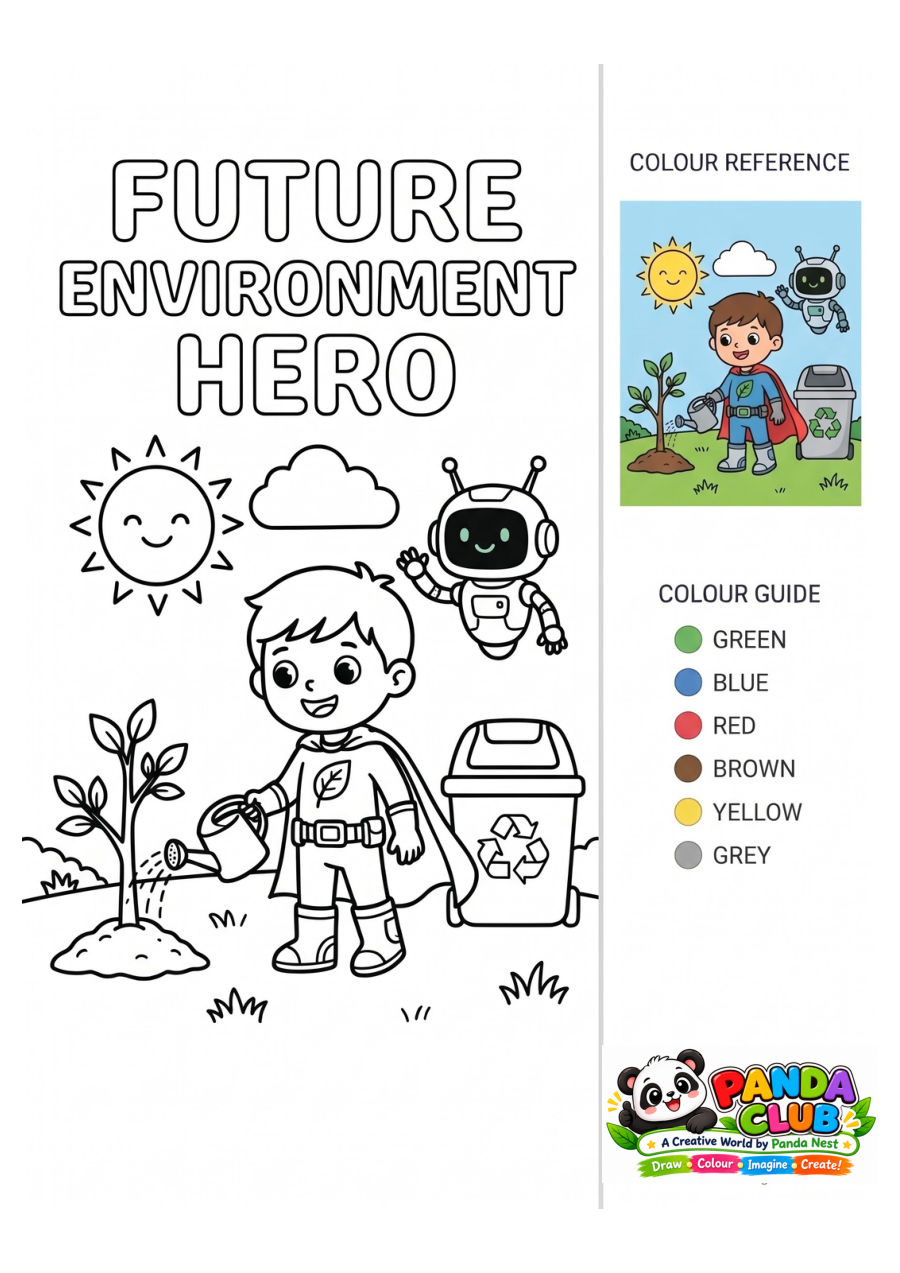 FUTURE
ENVIRONMENT
HERO
COLOUR REFERENCE
COLOUR GUIDE
GREEN
BLUE
RED
BROWN
YELLOW
GREY
PANDA
CLUB
A Creative World by Panda Nest
Draw • Colour • Imagine • Create!